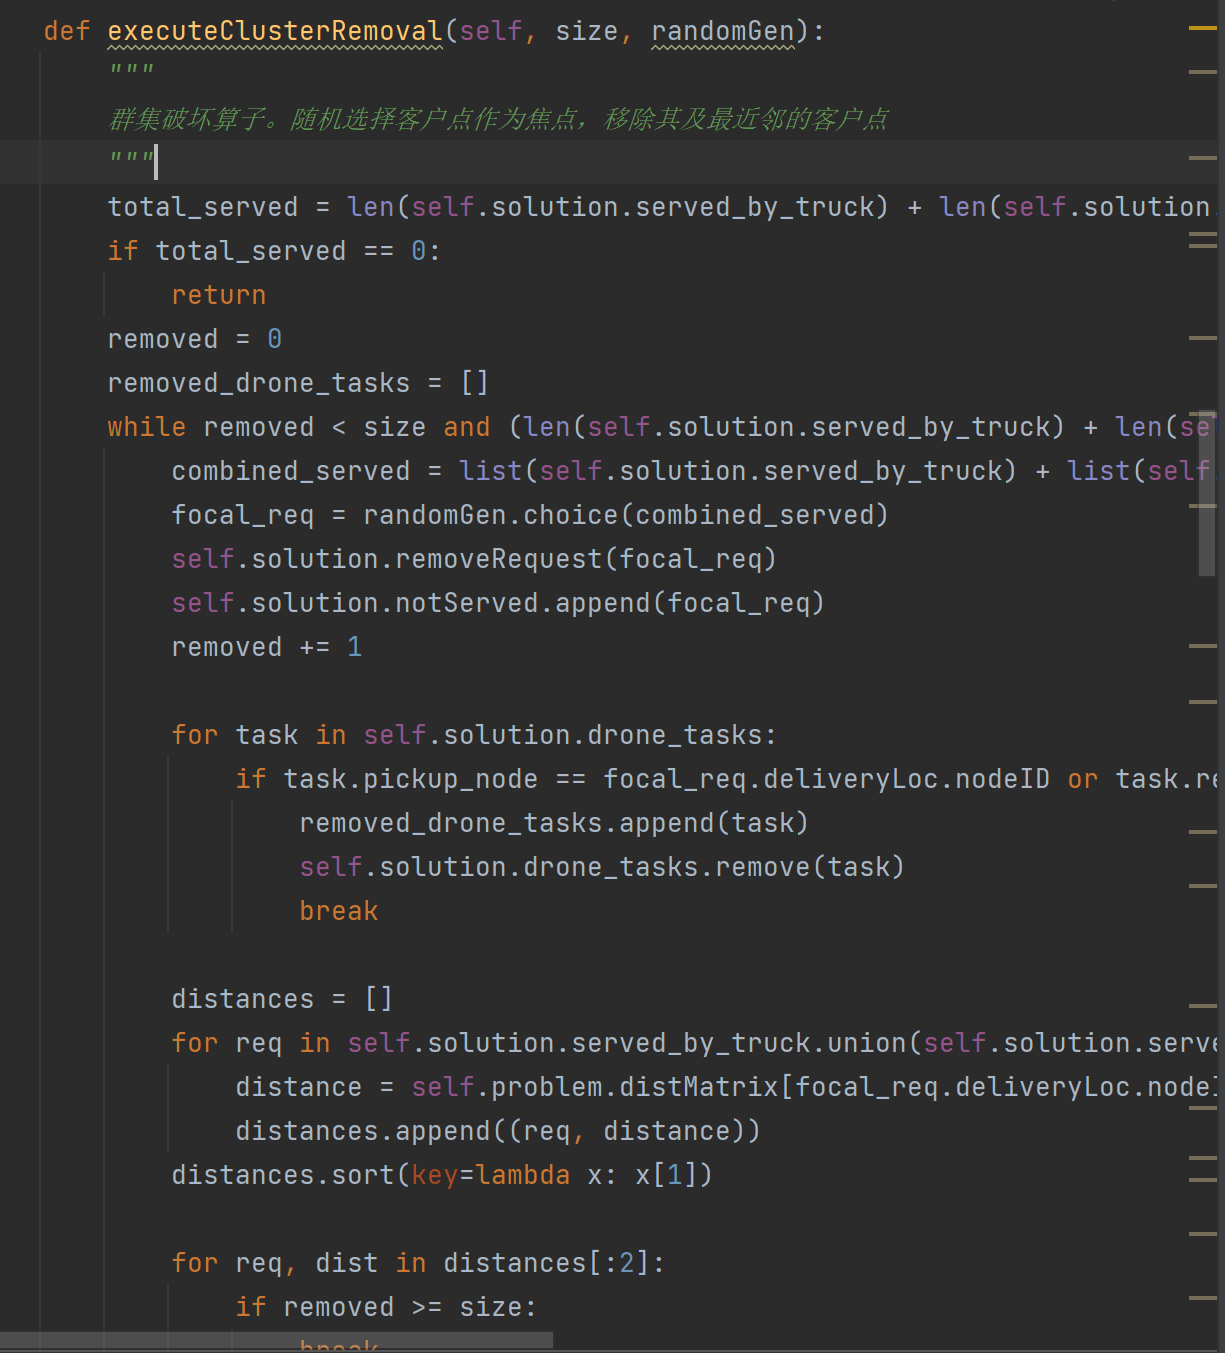 def executeClusterRemoval(self, size, randomGen):
"""
群集破坏算子。随机选择客户点作为焦点，移除其及最近邻的客户点
"""
total_served = len(self.solution.served_by_truck) + len(self.solution.
if total_served == 0:
return
removed = 0
removed_drone_tasks = []
while removed < size and (len(self.solution.served_by_truck) + len(se
combined_served = list(self.solution.served_by_truck) + list(self
focal_req = randomGen.choice(combined_served)
self.solution.removeRequest(focal_req)
self.solution.notServed.append(focal_req)
removed += 1
for task in self.solution.drone_tasks:
if task.pickup_node == focal_req.deliveryLoc.nodeID or task.re
removed_drone_tasks.append(task)
self.solution.drone_tasks.remove(task)
break
distances = []
for req in self.solution.served_by_truck.union(self.solution.serve
distance = self.problem.distMatrix[focal_req.deliveryLoc.nodeI
distances.append((req, distance))
distances.sort(key=lambda x: x[1])
for req, dist in distances[:2]:
if removed >= size:
break